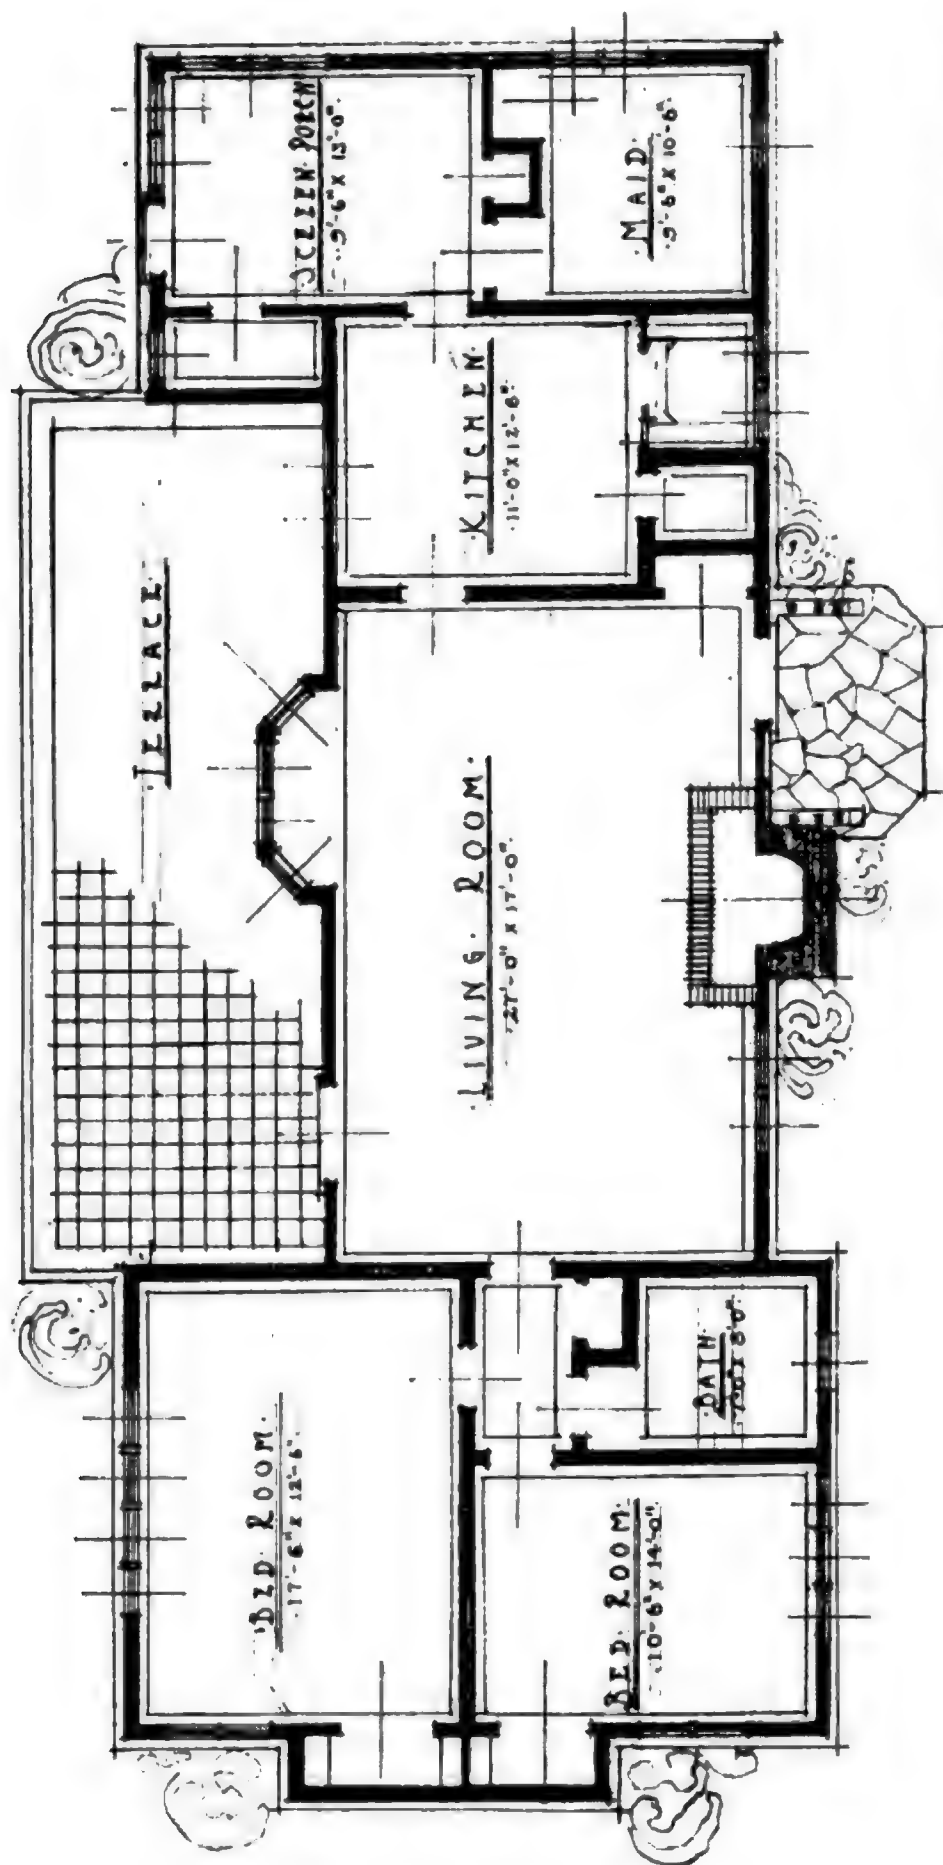 SCREEN PORCH
9'-6" X 13'-0"
MAID
9'-6" X 10'-6"
KITCHEN
11'-0" X 12'-6"
TERRACE
LIVING ROOM
27'-0" X 17'-0"
BED ROOM
17'-6" X 12'-6"
BATH
BED ROOM
10'-6" X 14'-0"